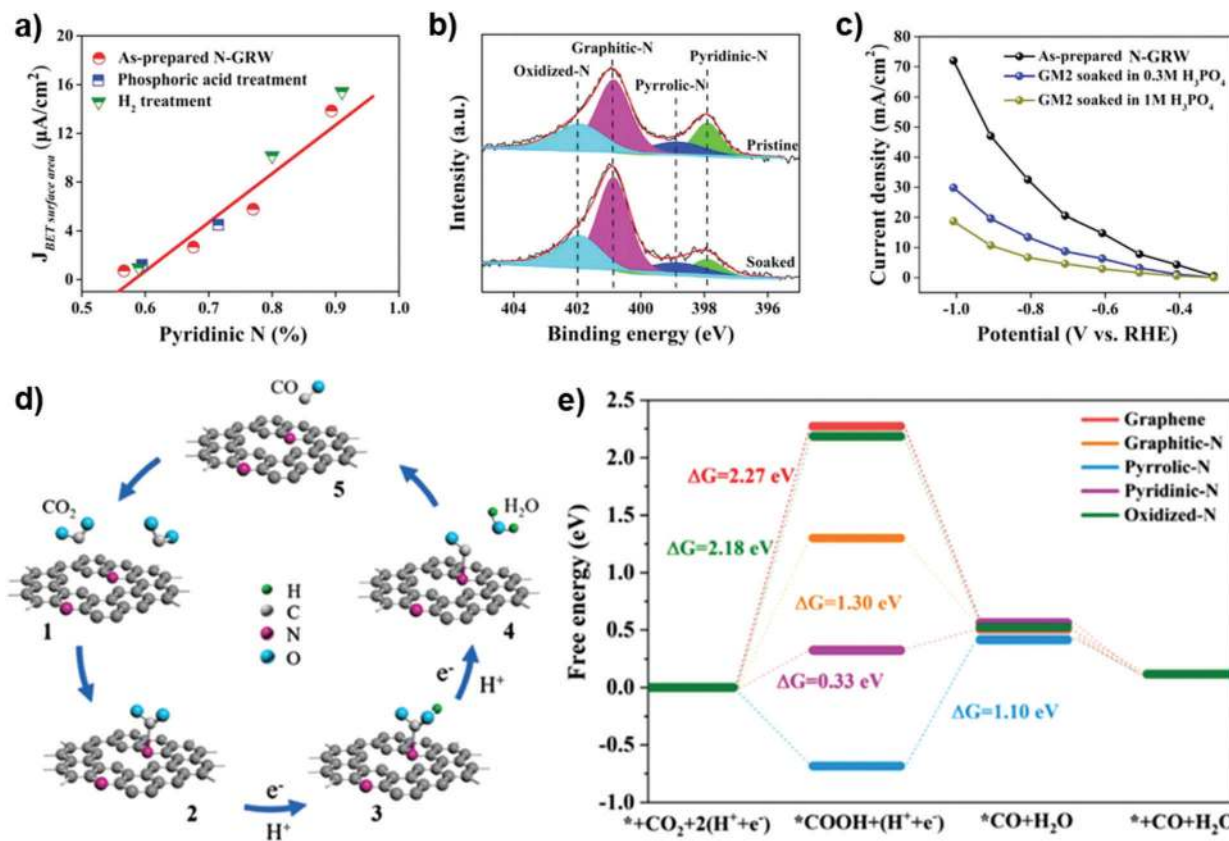 a)
J_BET surface area (µA/cm²)
20
16
12
8
4
0
As-prepared N-GRW
Phosphoric acid treatment
H₂ treatment
0.5 0.6 0.7 0.8 0.9 1.0
Pyridinic N (%)
b)
Intensity (a.u.)
Graphitic-N
Oxidized-N
Pyridinic-N
Pyrrolic-N
Pristine
Soaked
404 402 400 398 396
Binding energy (eV)
c)
Current density (mA/cm²)
80
70
60
50
40
30
20
10
0
As-prepared N-GRW
GM2 soaked in 0.3M H₃PO₄
GM2 soaked in 1M H₃PO₄
-1.0 -0.8 -0.6 -0.4
Potential (V vs. RHE)
d)
CO
5
CO₂
H₂O
1
4
H
C
N
O
e⁻
H⁺
2
3
e⁻
H⁺
e)
Free energy (eV)
2.5
2.0
1.5
1.0
0.5
0.0
-0.5
-1.0
Graphene
Graphitic-N
Pyrrolic-N
Pyridinic-N
Oxidized-N
ΔG=2.27 eV
ΔG=2.18 eV
ΔG=1.30 eV
ΔG=0.33 eV
ΔG=1.10 eV
*+CO₂+2(H⁺+e⁻) *COOH+(H⁺+e⁻) *CO+H₂O *+CO+H₂O